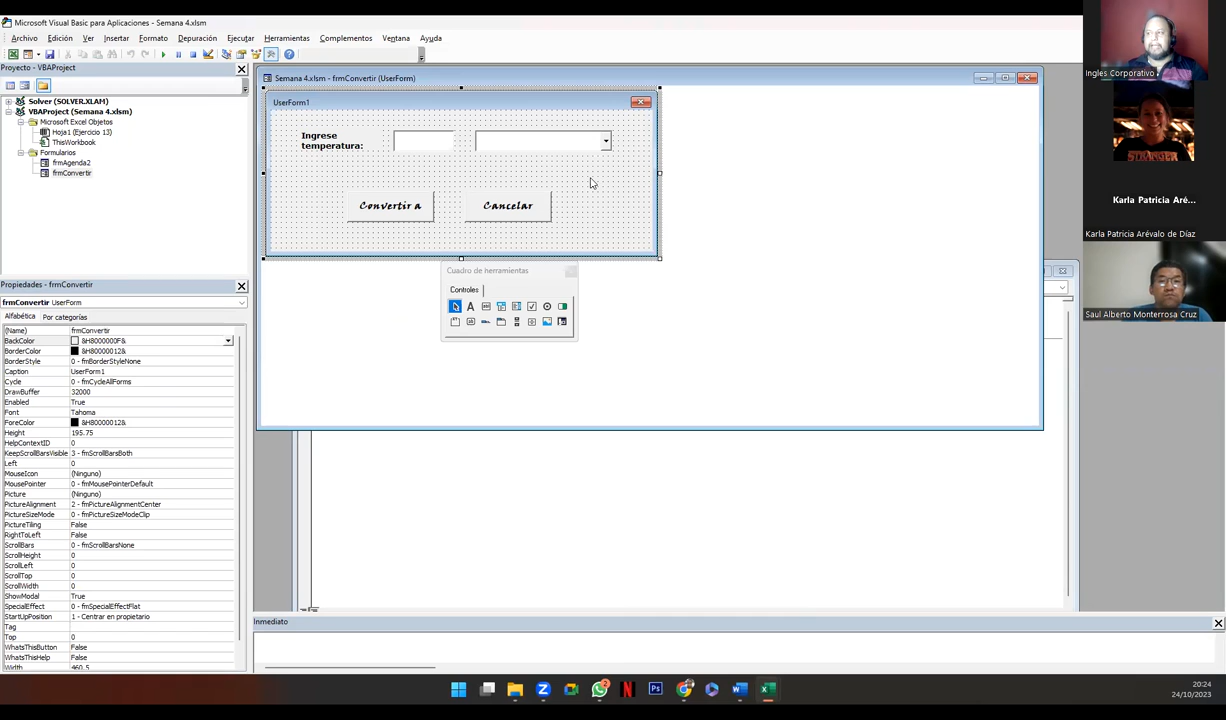 Microsoft Visual Basic para Aplicaciones - Semana 4.xlsm
Archivo Edición Ver Insertar Formato Depuración Ejecutar Herramientas Complementos Ventana Ayuda
Proyecto - VBAProject
Solver (SOLVER.XLAM)
VBAProject (Semana 4.xlsm)
Microsoft Excel Objetos
Hoja1 (Ejercicio 13)
ThisWorkbook
Formularios
frmAgenda2
frmConvertir
Propiedades - frmConvertir
frmConvertir UserForm
Alfabética Por categorías
(Name) frmConvertir
BackColor &H8000000F&
BorderColor &H80000012&
BorderStyle 0 - fmBorderStyleNone
Caption UserForm1
Cycle 0 - fmCycleAllForms
DrawBuffer 32000
Enabled True
Font Tahoma
ForeColor &H80000012&
Height 195.75
HelpContextID 0
KeepScrollBarsVisible 3 - fmScrollBarsBoth
Left 0
MouseIcon (Ninguno)
MousePointer 0 - fmMousePointerDefault
Picture (Ninguno)
PictureAlignment 2 - fmPictureAlignmentCenter
PictureSizeMode 0 - fmPictureSizeModeClip
PictureTiling False
RightToLeft False
ScrollBars 0 - fmScrollBarsNone
ScrollHeight 0
ScrollLeft 0
ScrollTop 0
ScrollWidth 0
ShowModal True
SpecialEffect 0 - fmSpecialEffectFlat
StartUpPosition 1 - Centrar en propietario
Tag
Top 0
WhatsThisButton False
WhatsThisHelp False
Width 460.5
Semana 4.xlsm - frmConvertir (UserForm)
UserForm1
Ingrese
temperatura:
Convertir a Cancelar
Cuadro de herramientas
Controles
Inmediato
Ingles Corporativo
STRANGER
Karla Patricia Aré...
Karla Patricia Arévalo de Díaz
Saul Alberto Monterrosa Cruz
2
20:24
24/10/2023